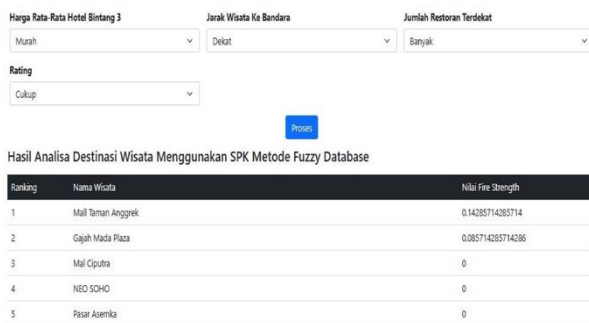 Harga Rata-Rata Hotel Bintang 3 Jarak Wisata Ke Bandara Jumlah Restoran Terdekat
Murah Dekat Banyak
Rating
Cukup
Proses
Hasil Analisa Destinasi Wisata Menggunakan SPK Metode Fuzzy Database
Ranking Nama Wisata Nilai Fire Strength
1 Mall Taman Anggrek 0.14285714285714
2 Gajah Mada Plaza 0.085714285714286
3 Mal Ciputra 0
4 NEO SOHO 0
5 Pasar Asemka 0